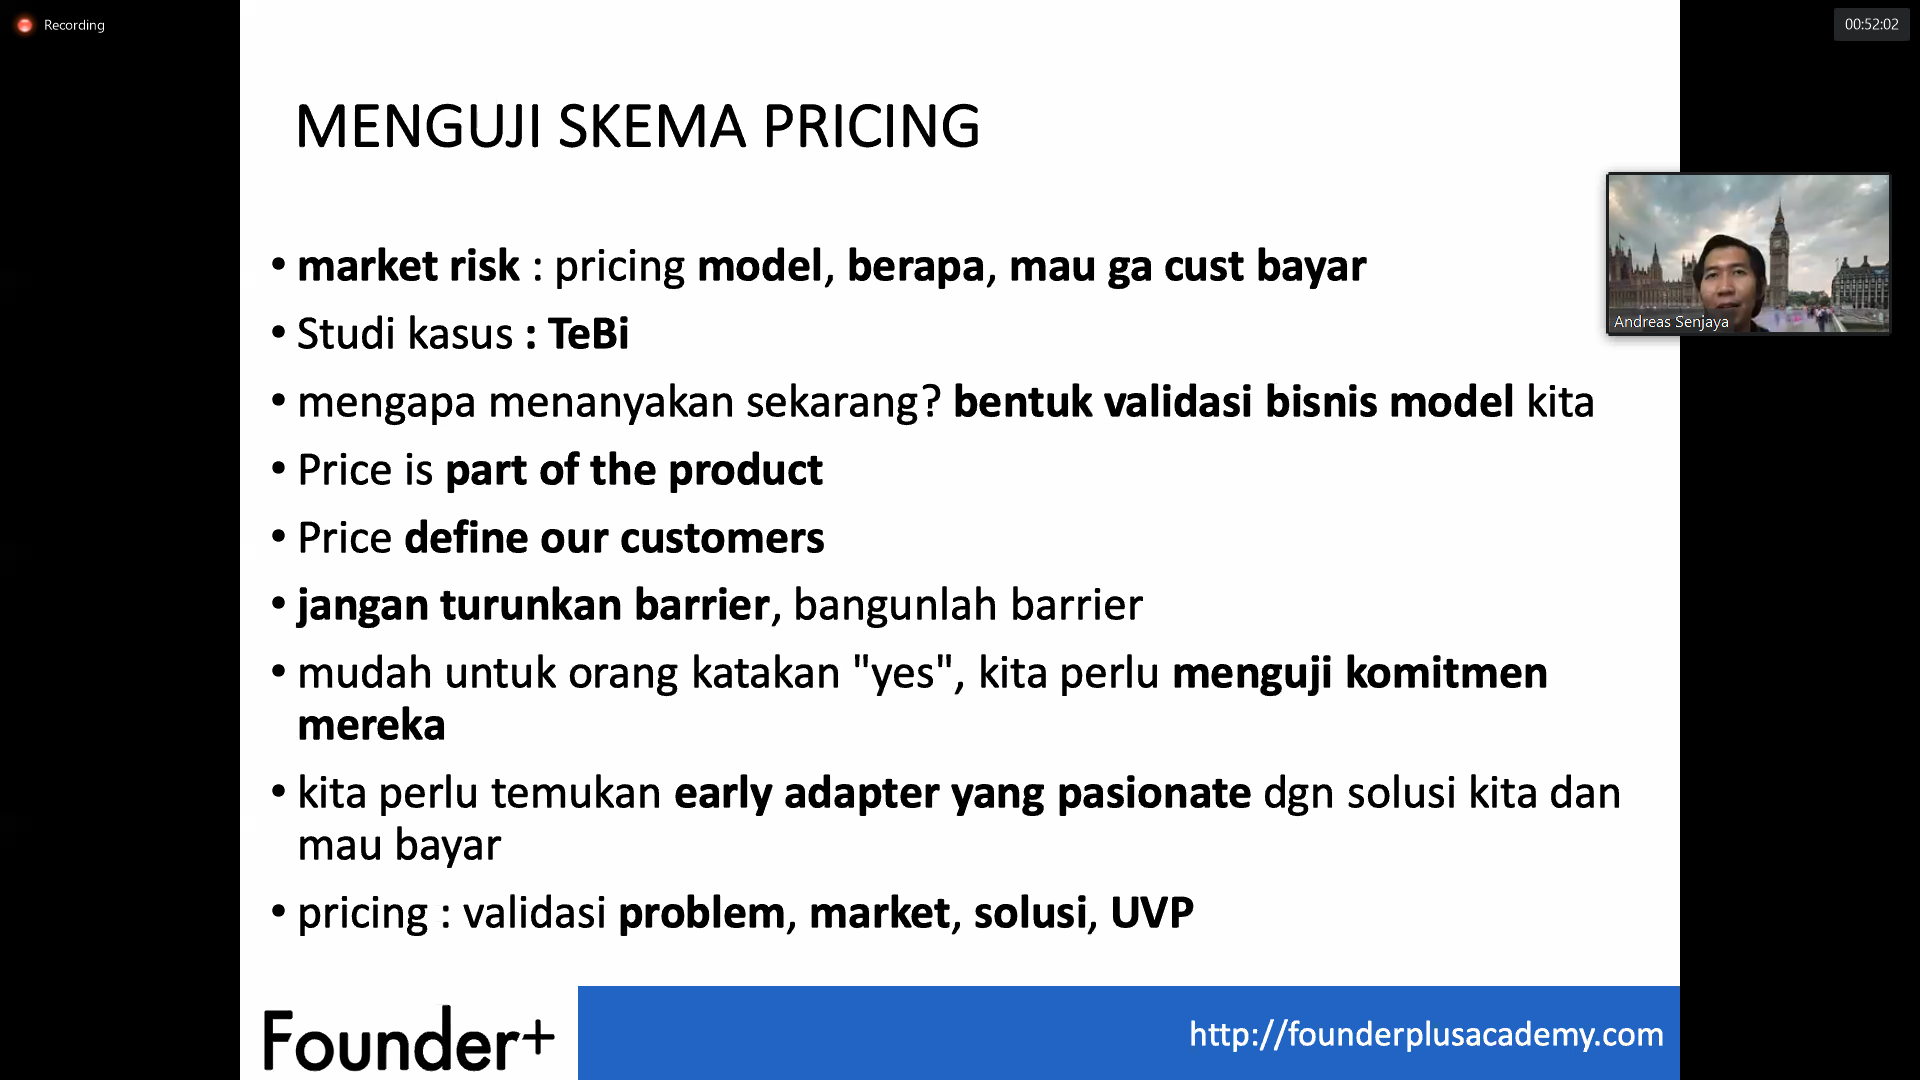 Recording
00:52:02
MENGUJI SKEMA PRICING
• market risk : pricing model, berapa, mau ga cust bayar
• Studi kasus : TeBi
• mengapa menanyakan sekarang? bentuk validasi bisnis model kita
• Price is part of the product
• Price define our customers
• jangan turunkan barrier, bangunlah barrier
• mudah untuk orang katakan "yes", kita perlu menguji komitmen
mereka
• kita perlu temukan early adapter yang pasionate dgn solusi kita dan
mau bayar
• pricing : validasi problem, market, solusi, UVP
Andreas Senjaya
Founder+
http://founderplusacademy.com